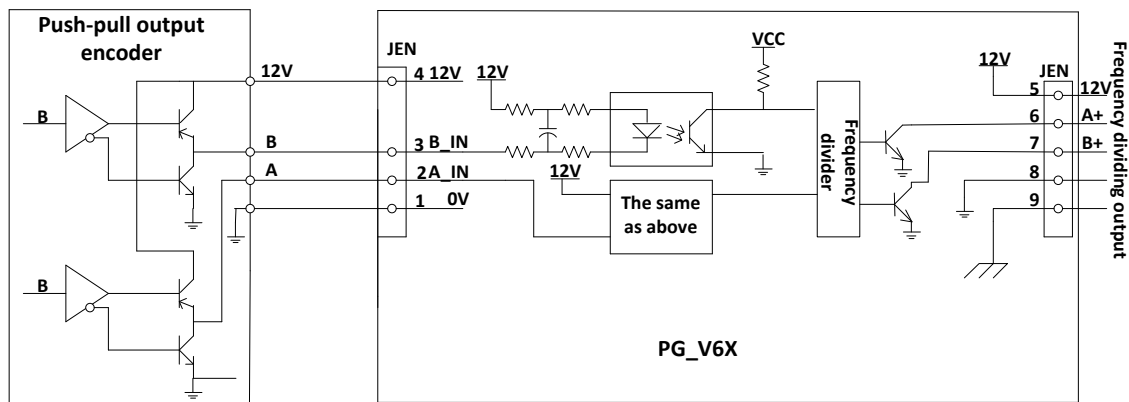 Push-pull output
encoder
12V
B
B
A
B
JEN
4 12V
3 B_IN
2 A_IN
1 0V
12V
VCC
12V
The same
as above
Frequency
divider
PG_V6X
12V
JEN
5 12V
6 A+
7 B+
8
9
Frequency dividing output